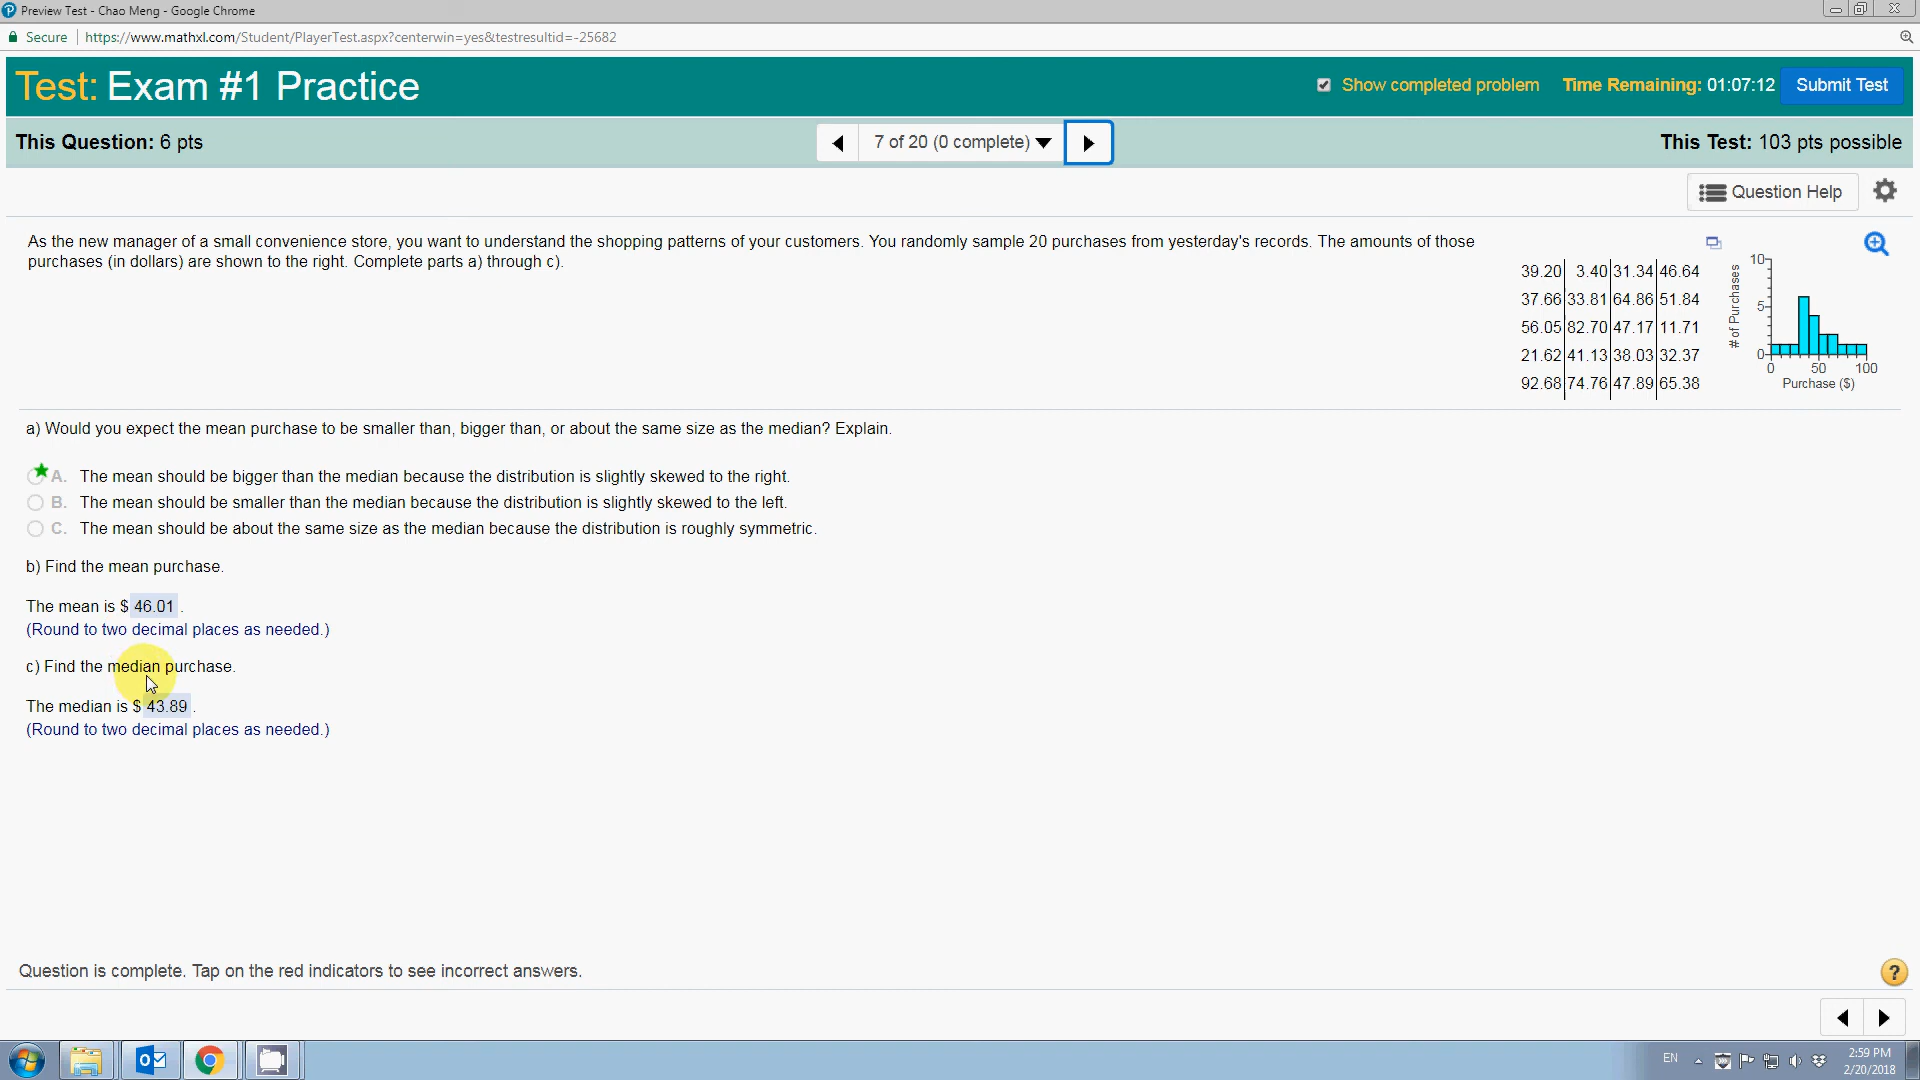 Preview Test - Chao Meng - Google Chrome
Secure https://www.mathxl.com/Student/PlayerTest.aspx?centerwin=yes&testresultid=-25682
Test: Exam #1 Practice
Show completed problem Time Remaining: 01:07:12 Submit Test
This Question: 6 pts
7 of 20 (0 complete)
This Test: 103 pts possible
Question Help
As the new manager of a small convenience store, you want to understand the shopping patterns of your customers. You randomly sample 20 purchases from yesterday's records. The amounts of those
purchases (in dollars) are shown to the right. Complete parts a) through c).
39.20 3.40 31.34 46.64
37.66 33.81 64.86 51.84
56.05 82.70 47.17 11.71
21.62 41.13 38.03 32.37
92.68 74.76 47.89 65.38
# of Purchases
10
5
0
0 50 100
Purchase ($)
a) Would you expect the mean purchase to be smaller than, bigger than, or about the same size as the median? Explain.
A. The mean should be bigger than the median because the distribution is slightly skewed to the right.
B. The mean should be smaller than the median because the distribution is slightly skewed to the left.
C. The mean should be about the same size as the median because the distribution is roughly symmetric.
b) Find the mean purchase.
The mean is $ 46.01 .
(Round to two decimal places as needed.)
c) Find the median purchase.
The median is $ 43.89 .
(Round to two decimal places as needed.)
Question is complete. Tap on the red indicators to see incorrect answers.
?
EN
2:59 PM
2/20/2018